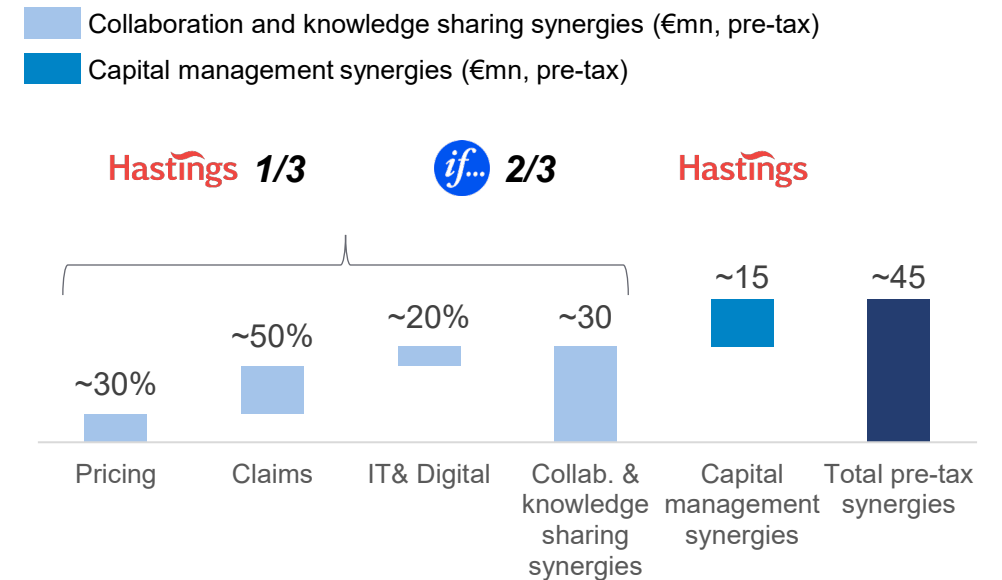 Collaboration and knowledge sharing synergies (€mn, pre-tax)
Capital management synergies (€mn, pre-tax)
Hastings 1/3 if... 2/3 Hastings
~15 ~45
~50% ~20% ~30
~30%
Pricing Claims IT& Digital Collab. & Capital Total pre-tax
knowledge management synergies
sharing synergies
synergies